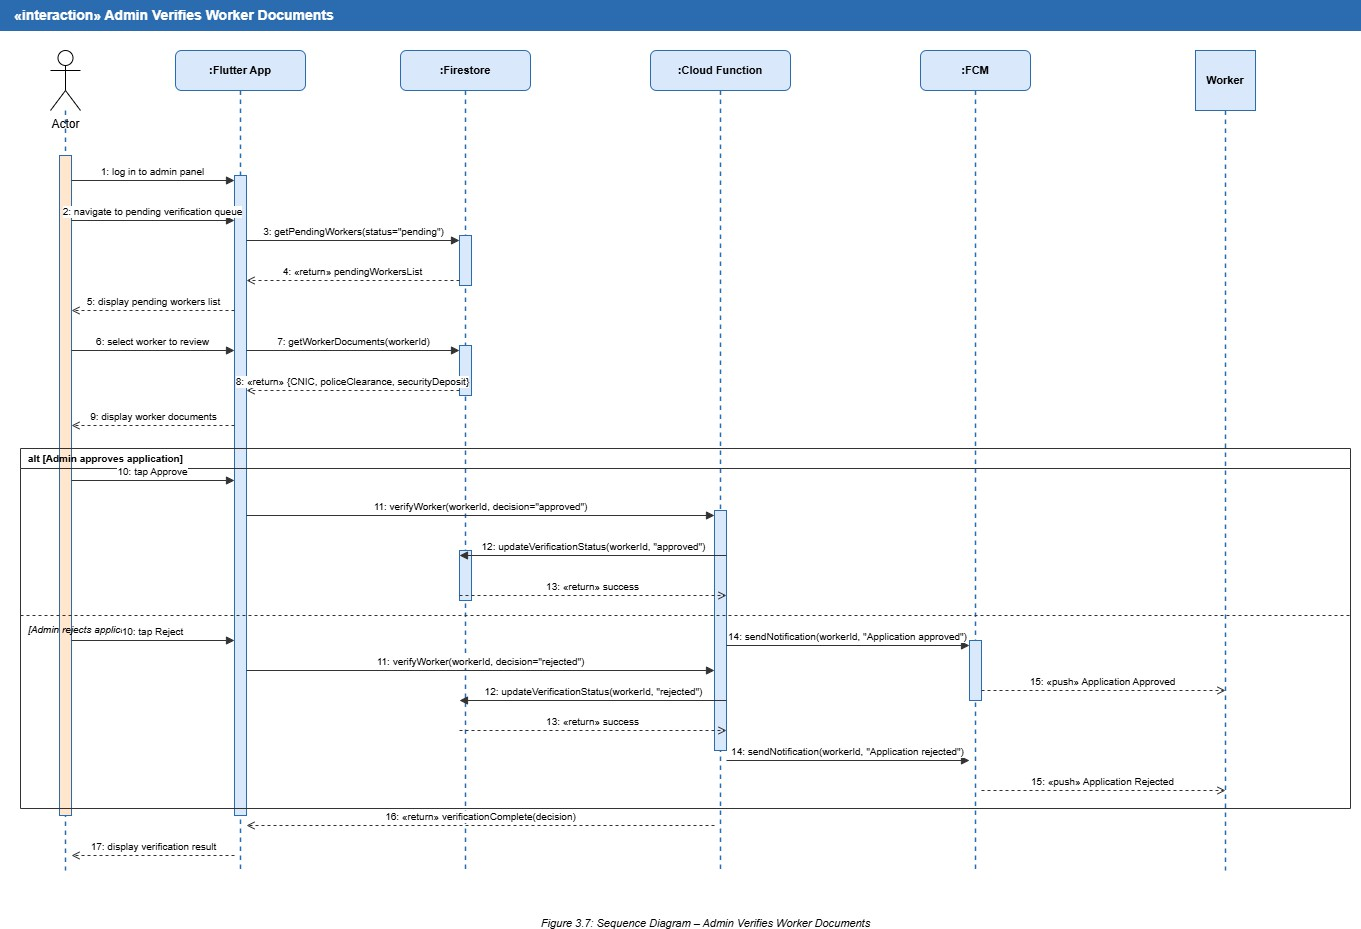 «interaction» Admin Verifies Worker Documents
:Flutter App
:Firestore
:Cloud Function
:FCM
Worker
Actor
1: log in to admin panel
2: navigate to pending verification queue
3: getPendingWorkers(status="pending")
4: «return» pendingWorkersList
5: display pending workers list
6: select worker to review
7: getWorkerDocuments(workerId)
8: «return» {CNIC, policeClearance, securityDeposit}
9: display worker documents
alt [Admin approves application]
10: tap Approve
11: verifyWorker(workerId, decision="approved")
12: updateVerificationStatus(workerId, "approved")
13: «return» success
[Admin rejects applic
10: tap Reject
14: sendNotification(workerId, "Application approved")
11: verifyWorker(workerId, decision="rejected")
15: «push» Application Approved
12: updateVerificationStatus(workerId, "rejected")
13: «return» success
14: sendNotification(workerId, "Application rejected")
15: «push» Application Rejected
16: «return» verificationComplete(decision)
17: display verification result
Figure 3.7: Sequence Diagram – Admin Verifies Worker Documents